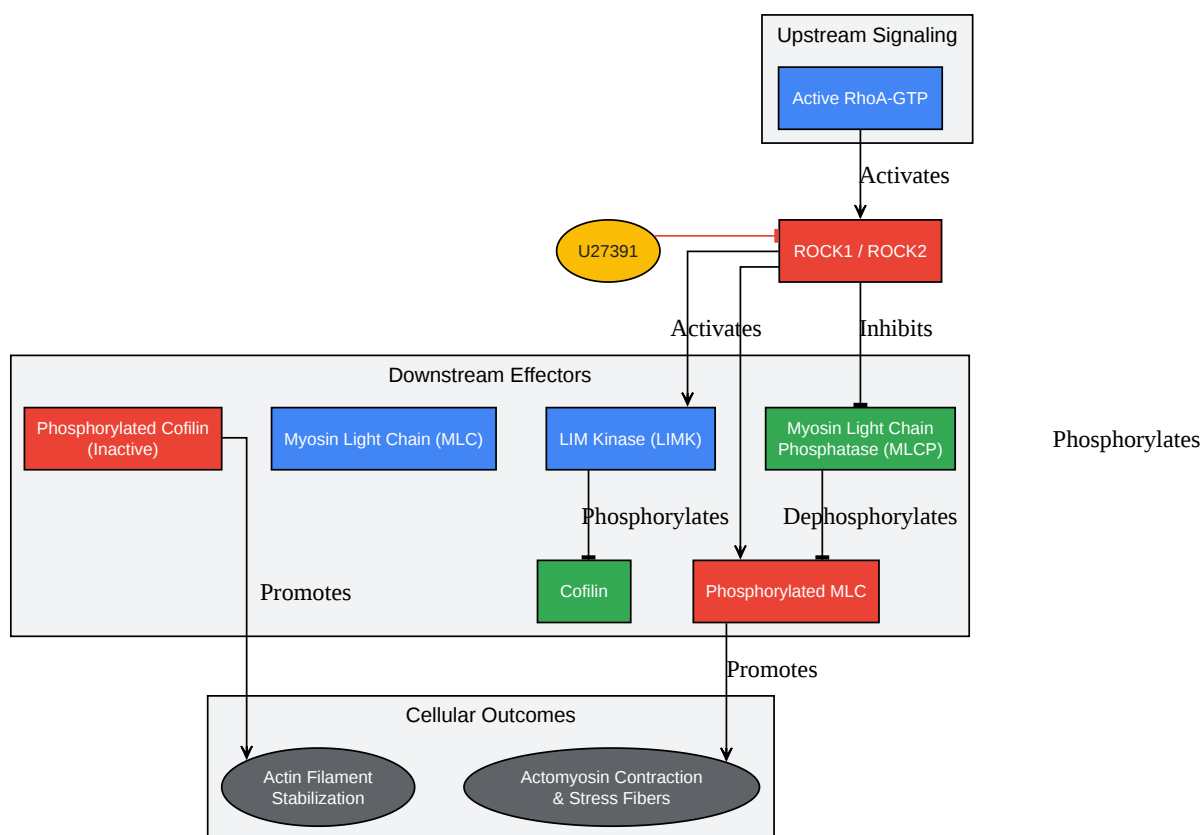 Upstream Signaling
Active RhoA-GTP
Activates
U27391
ROCK1 / ROCK2
Activates
Inhibits
Downstream Effectors
Phosphorylated Cofilin
(Inactive)
Myosin Light Chain (MLC)
LIM Kinase (LIMK)
Myosin Light Chain
Phosphatase (MLCP)
Phosphorylates
Phosphorylates
Dephosphorylates
Promotes
Cofilin
Phosphorylated MLC
Promotes
Cellular Outcomes
Actin Filament
Stabilization
Actomyosin Contraction
& Stress Fibers